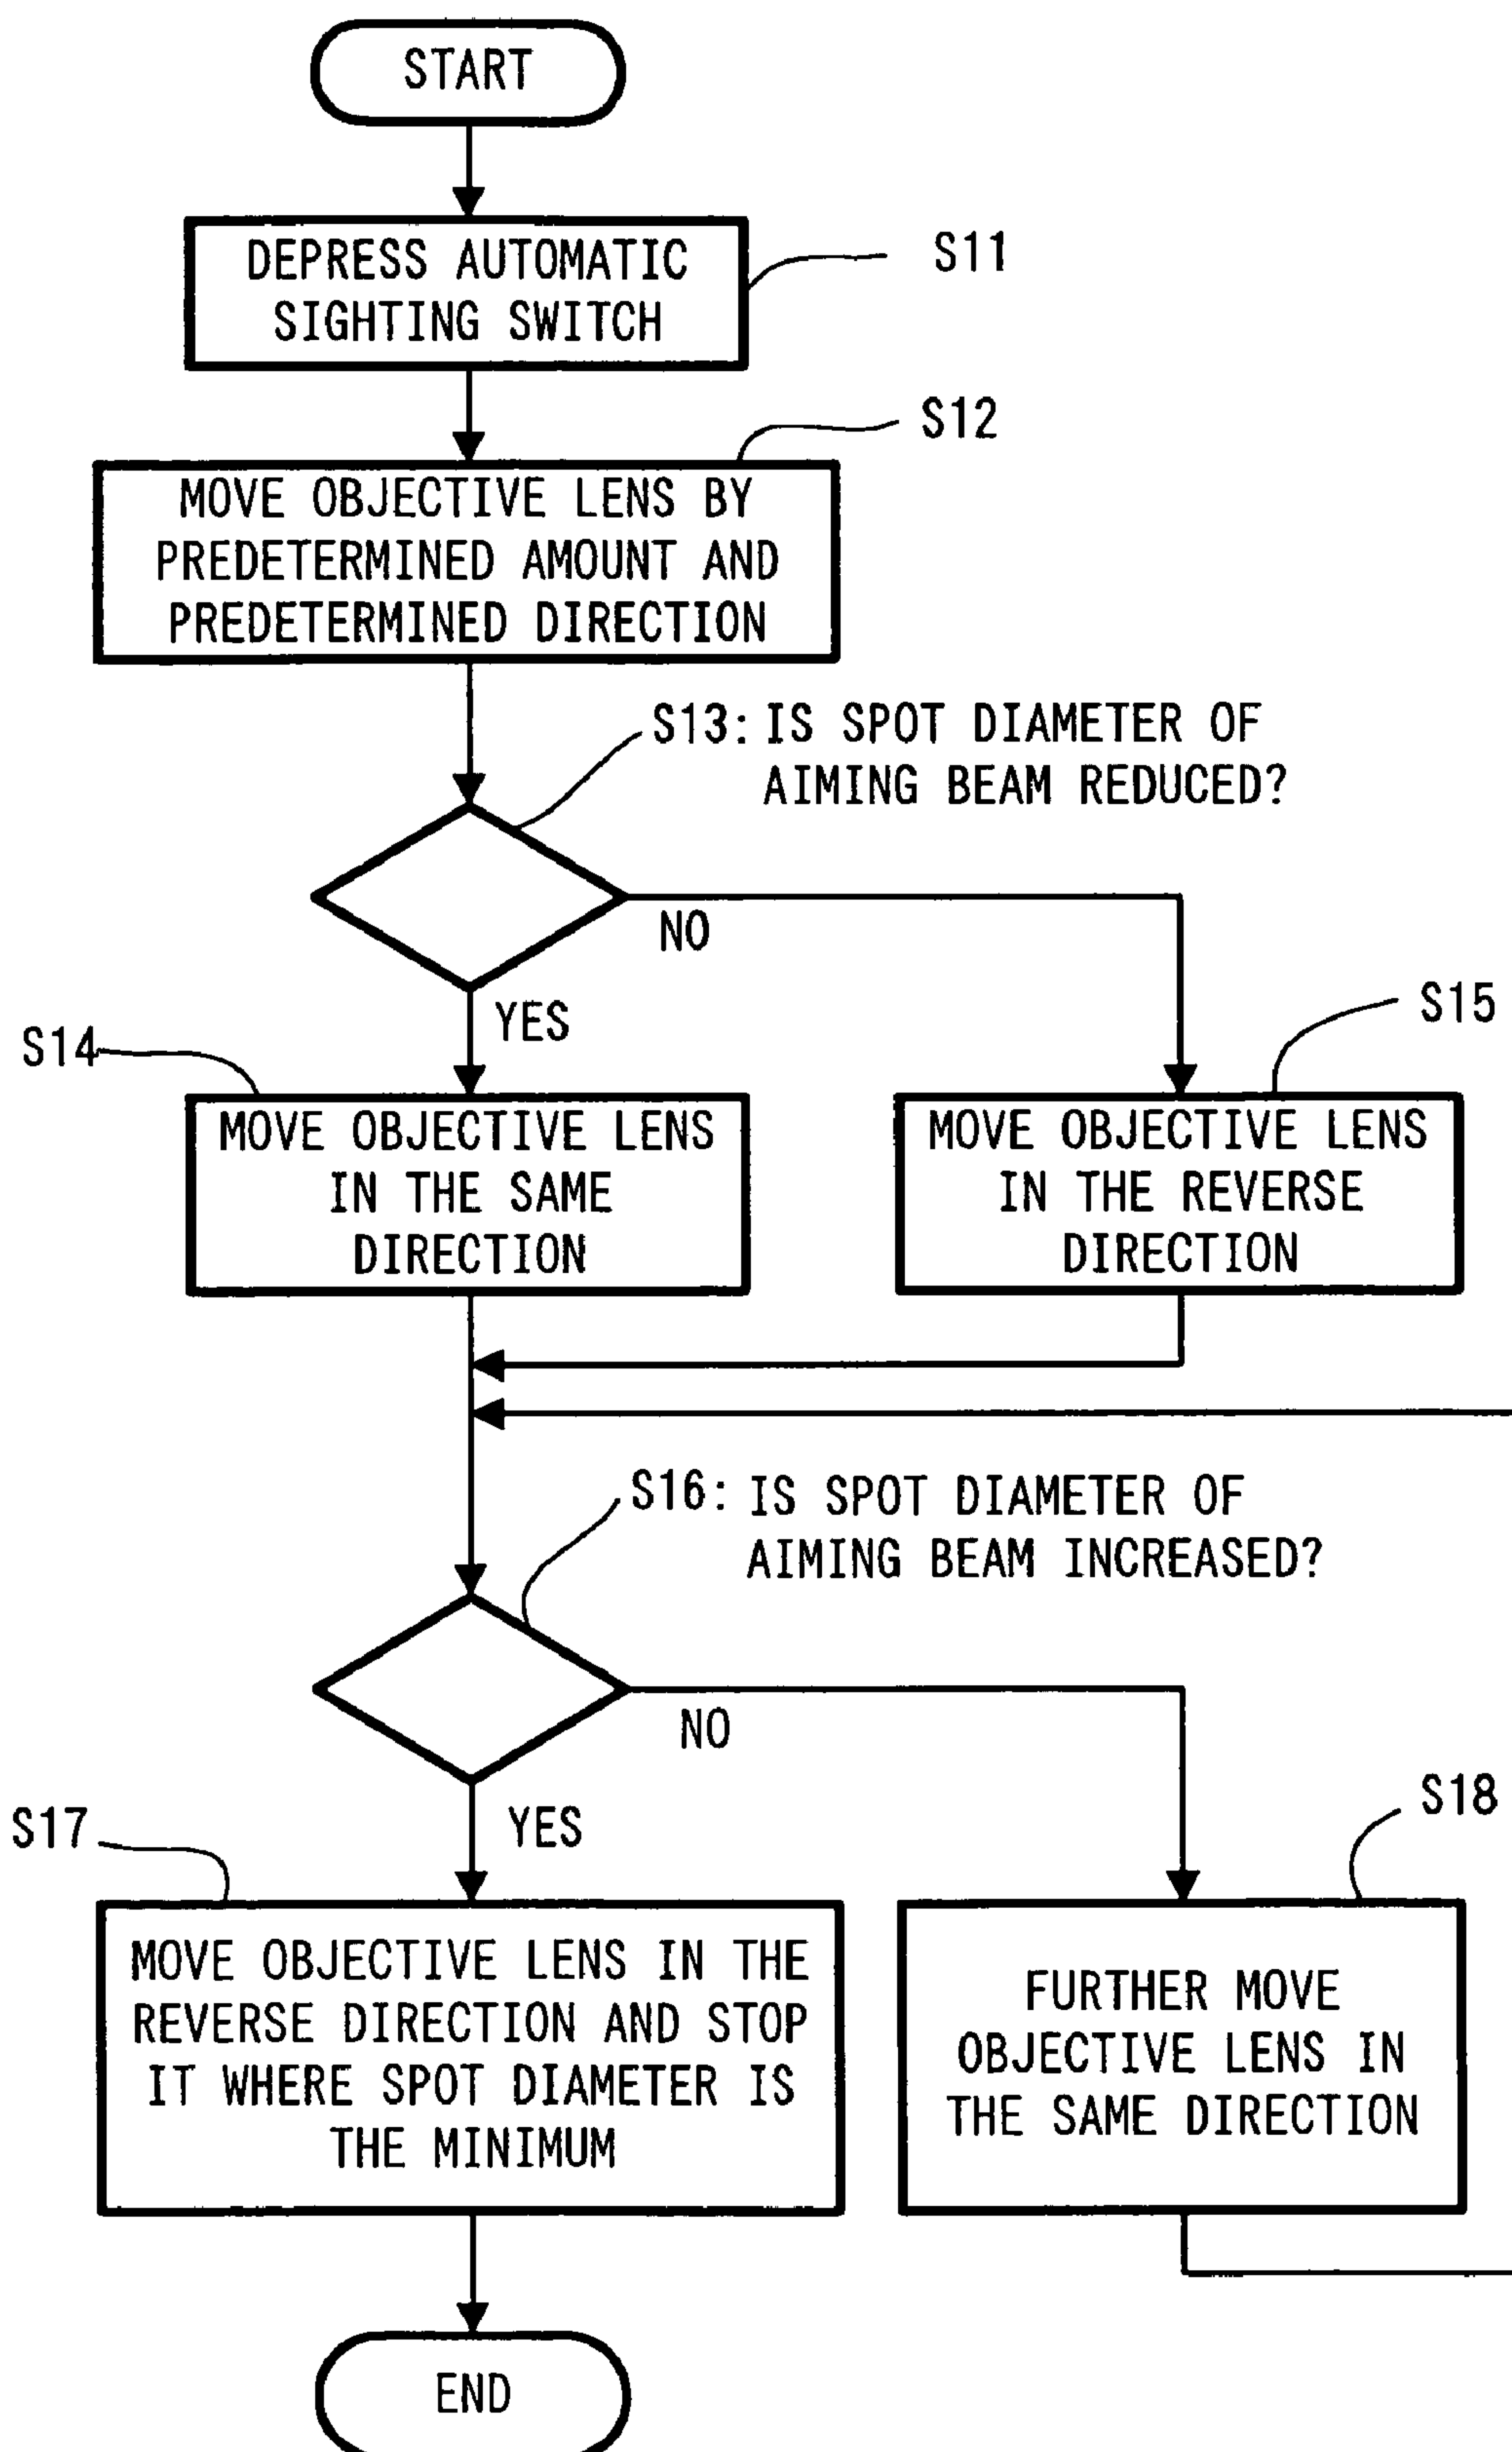 START
DEPRESS AUTOMATIC
SIGHTING SWITCH
S11
S12
MOVE OBJECTIVE LENS BY
PREDETERMINED AMOUNT AND
PREDETERMINED DIRECTION
S13: IS SPOT DIAMETER OF
AIMING BEAM REDUCED?
NO
YES
S14
S15
MOVE OBJECTIVE LENS
IN THE SAME
DIRECTION
MOVE OBJECTIVE LENS
IN THE REVERSE
DIRECTION
S16: IS SPOT DIAMETER OF
AIMING BEAM INCREASED?
NO
YES
S17
S18
MOVE OBJECTIVE LENS IN THE
REVERSE DIRECTION AND STOP
IT WHERE SPOT DIAMETER IS
THE MINIMUM
FURTHER MOVE
OBJECTIVE LENS IN
THE SAME DIRECTION
END